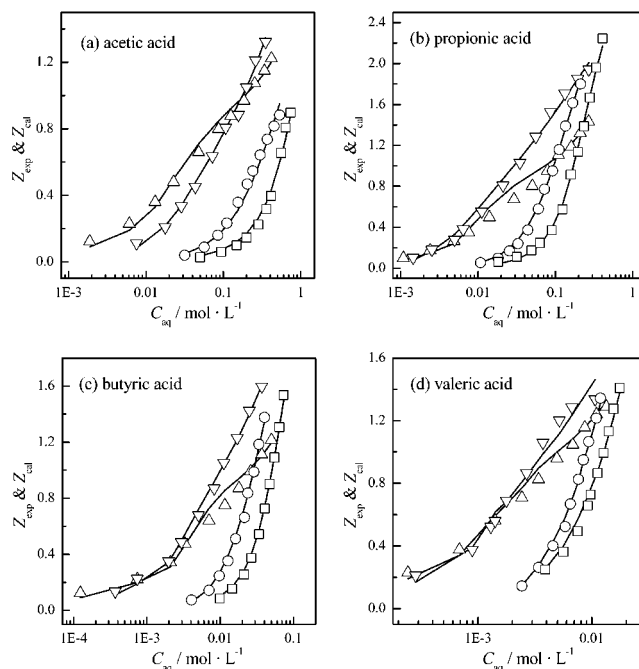 (a) acetic acid
1.2
0.8
0.4
0.0
Z_exp & Z_cal
1E-3 0.01 0.1 1
C_aq / mol · L⁻¹
(b) propionic acid
2.4
2.0
1.6
1.2
0.8
0.4
0.0
Z_exp & Z_cal
1E-3 0.01 0.1 1
C_aq / mol · L⁻¹
(c) butyric acid
1.6
1.2
0.8
0.4
0.0
Z_exp & Z_cal
1E-4 1E-3 0.01 0.1
C_aq / mol · L⁻¹
(d) valeric acid
1.6
1.2
0.8
0.4
0.0
Z_exp & Z_cal
1E-3 0.01
C_aq / mol · L⁻¹